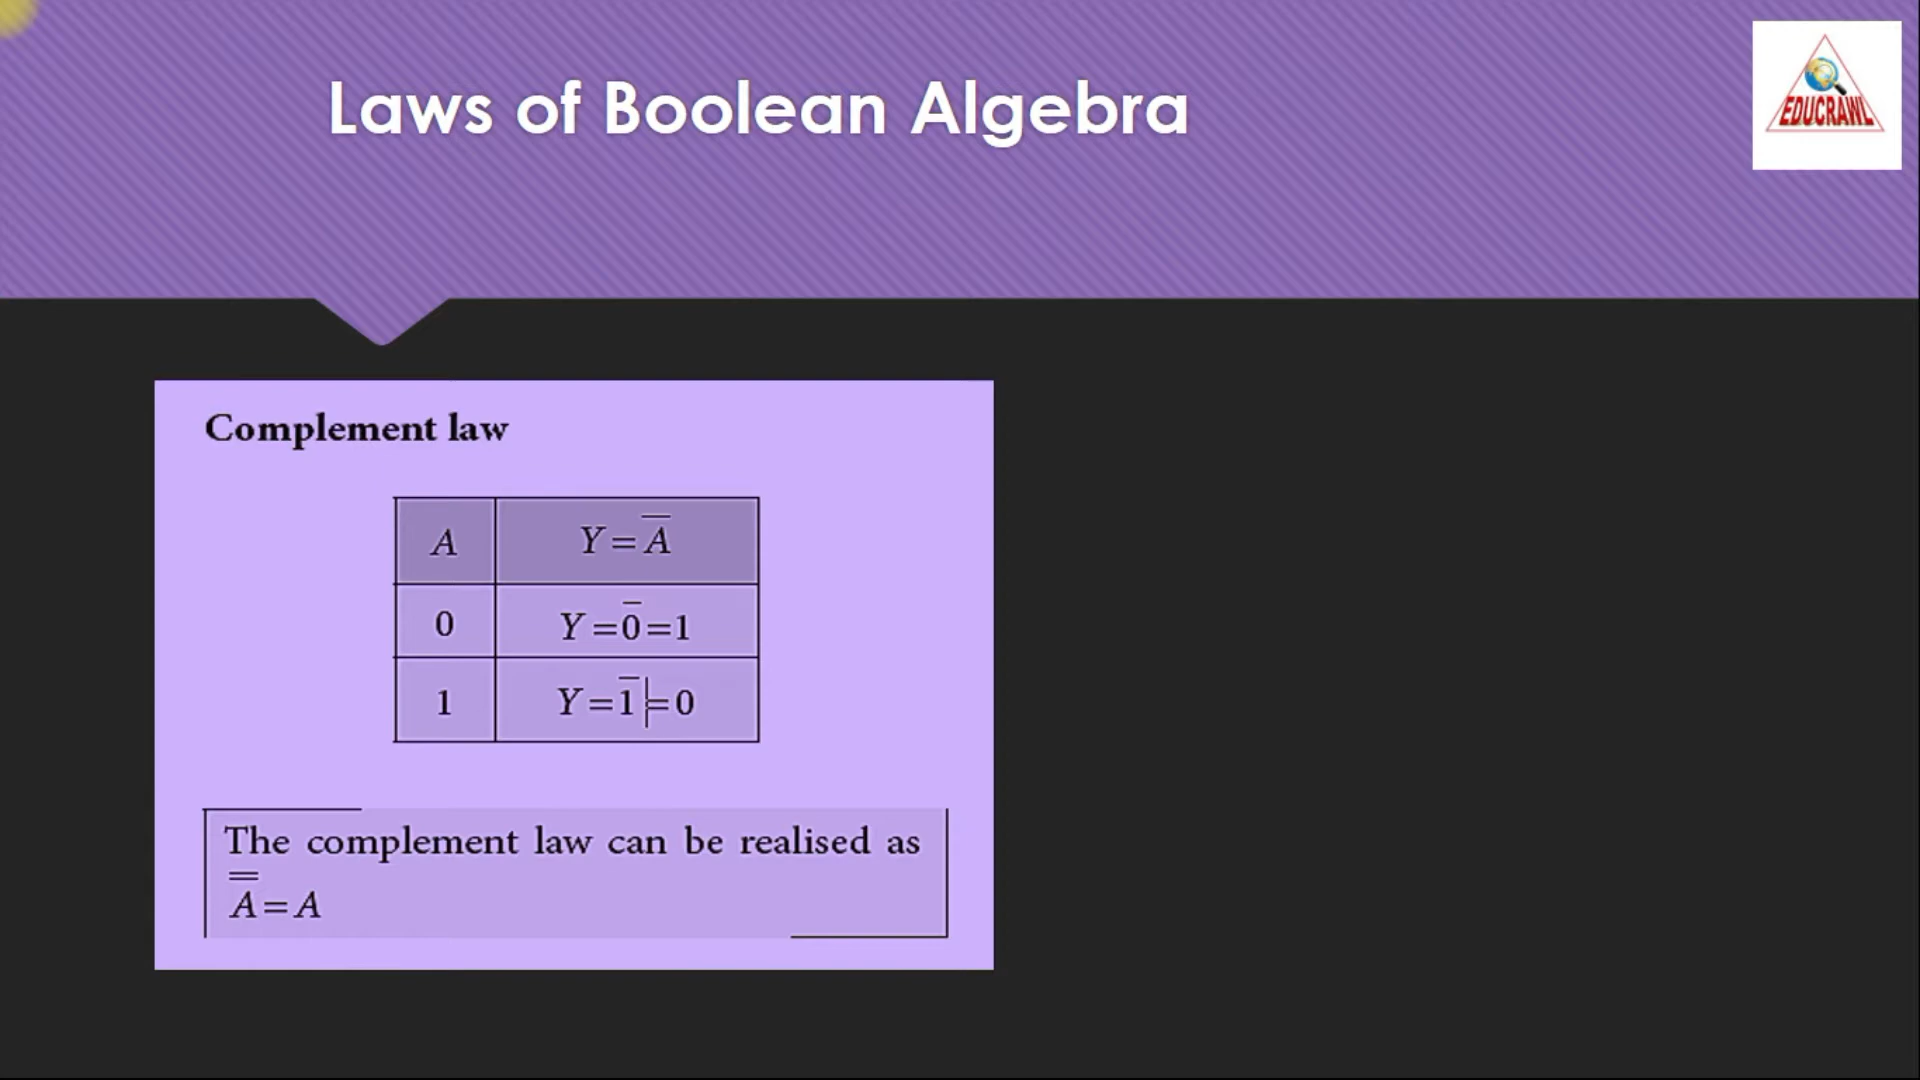 Laws of Boolean Algebra
EDUCRAWL
Complement law
A Y = A̅
0 Y = 0̅ = 1
1 Y = 1̅ = 0
The complement law can be realised as
A̿ = A